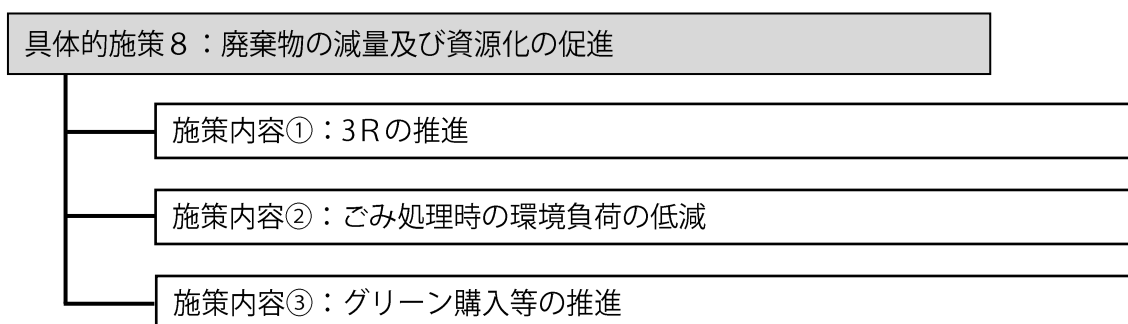 具体的施策８：廃棄物の減量及び資源化の促進
施策内容①：3Ｒの推進
施策内容②：ごみ処理時の環境負荷の低減
施策内容③：グリーン購入等の推進